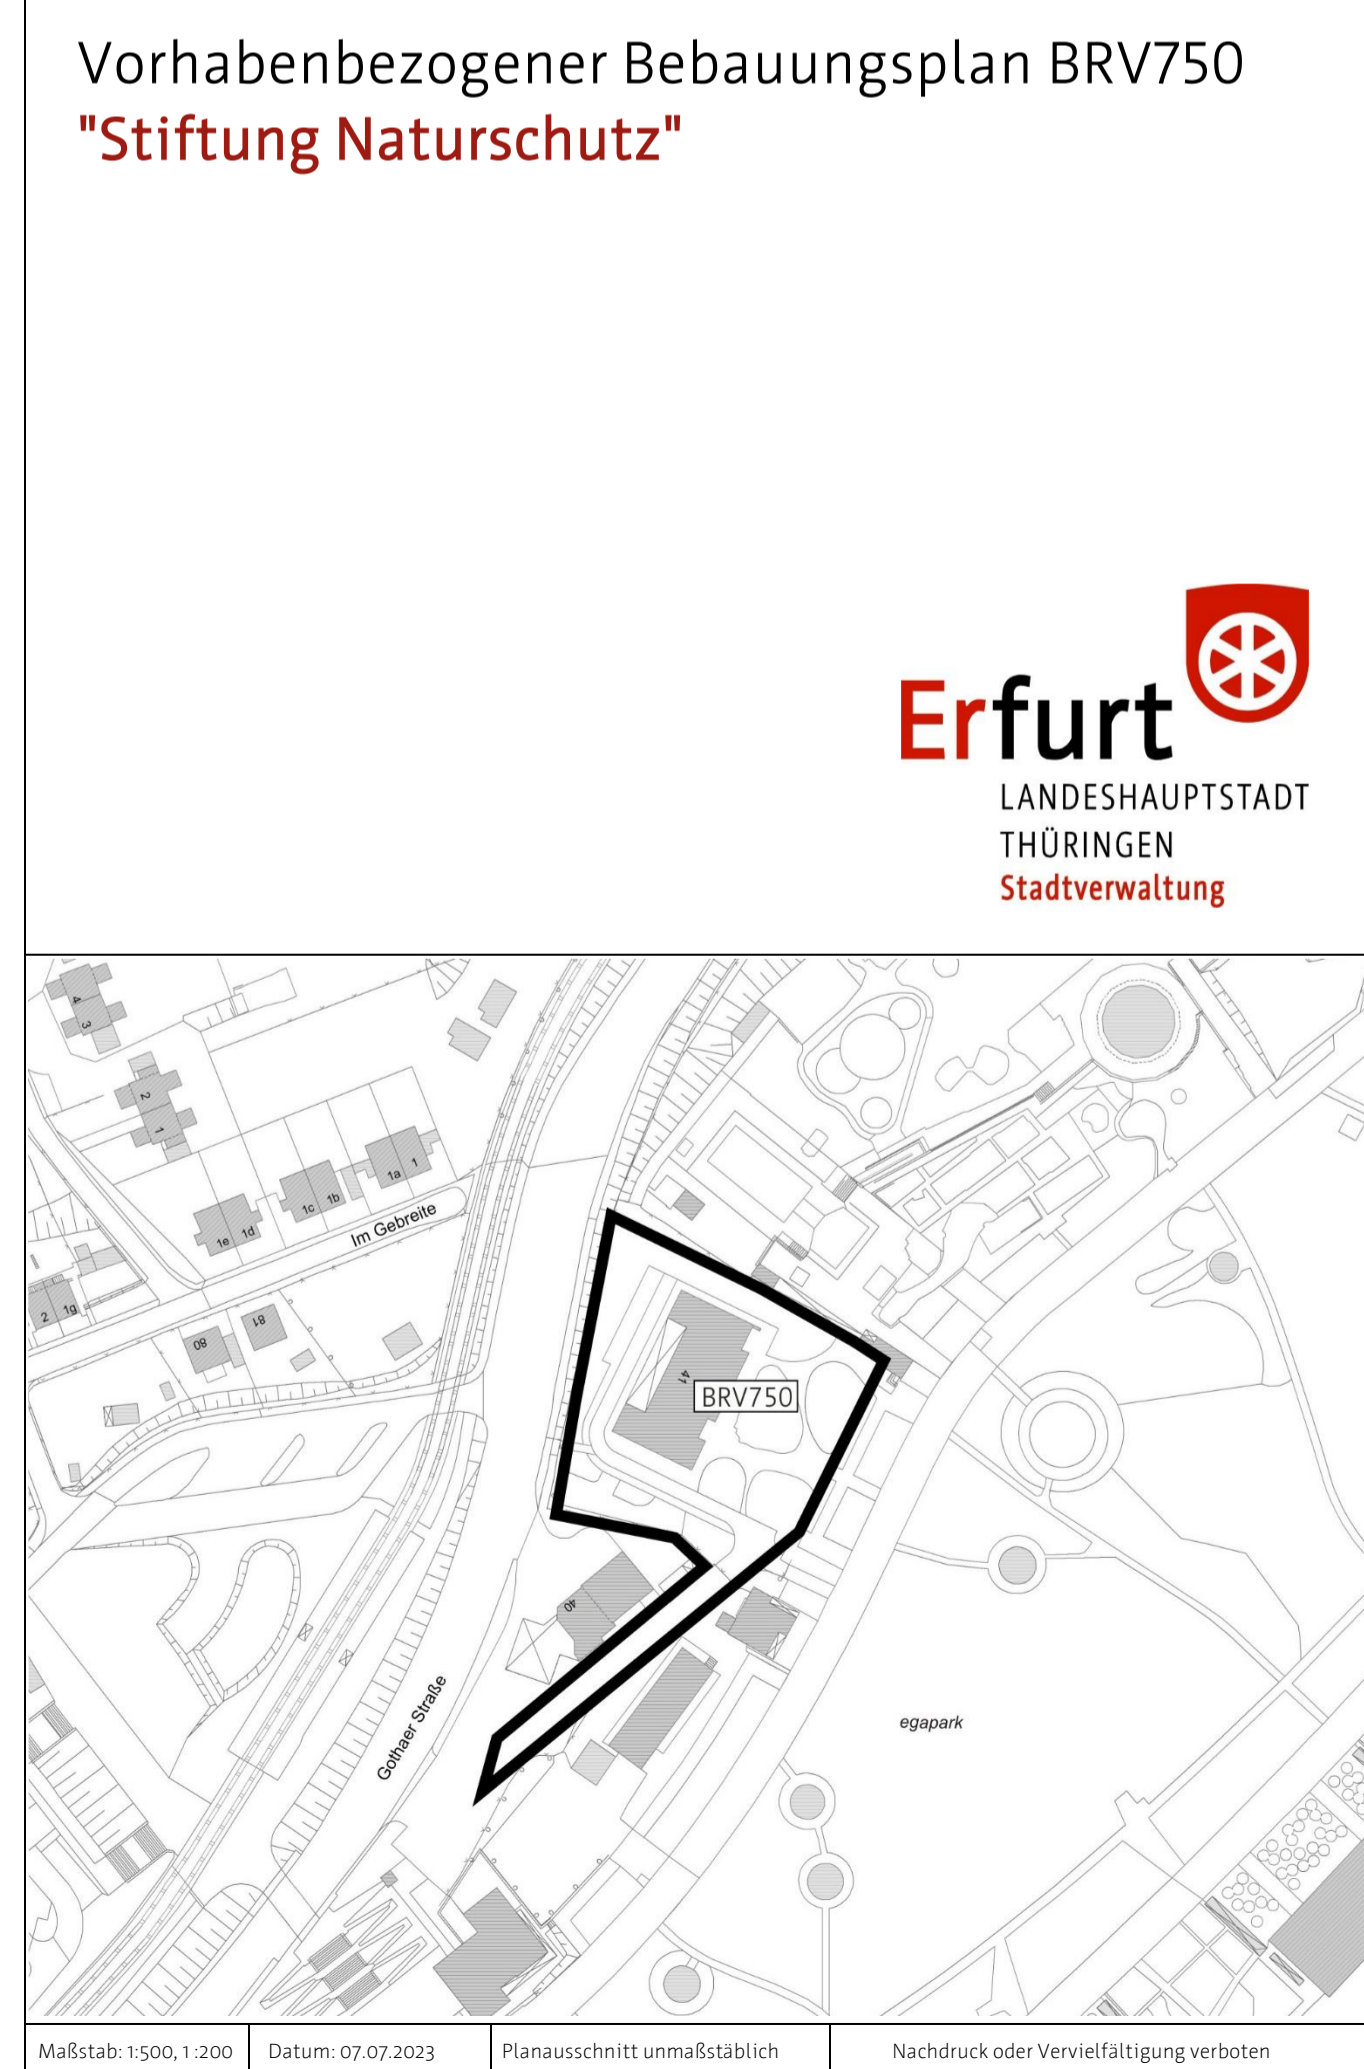 Vorhabenbezogener Bebauungsplan BRV750
"Stiftung Naturschutz"
Erfurt
LANDESHAUPTSTADT
THÜRINGEN
Stadtverwaltung
4
3
2
1
1e
1d
1c
1b
1a
1
Im Gebreite
2
1g
80
81
41
BRV750
40
Gothaer Straße
egapark
Maßstab: 1:500, 1 :200
Datum: 07.07.2023
Planausschnitt unmaßstäblich
Nachdruck oder Vervielfältigung verboten